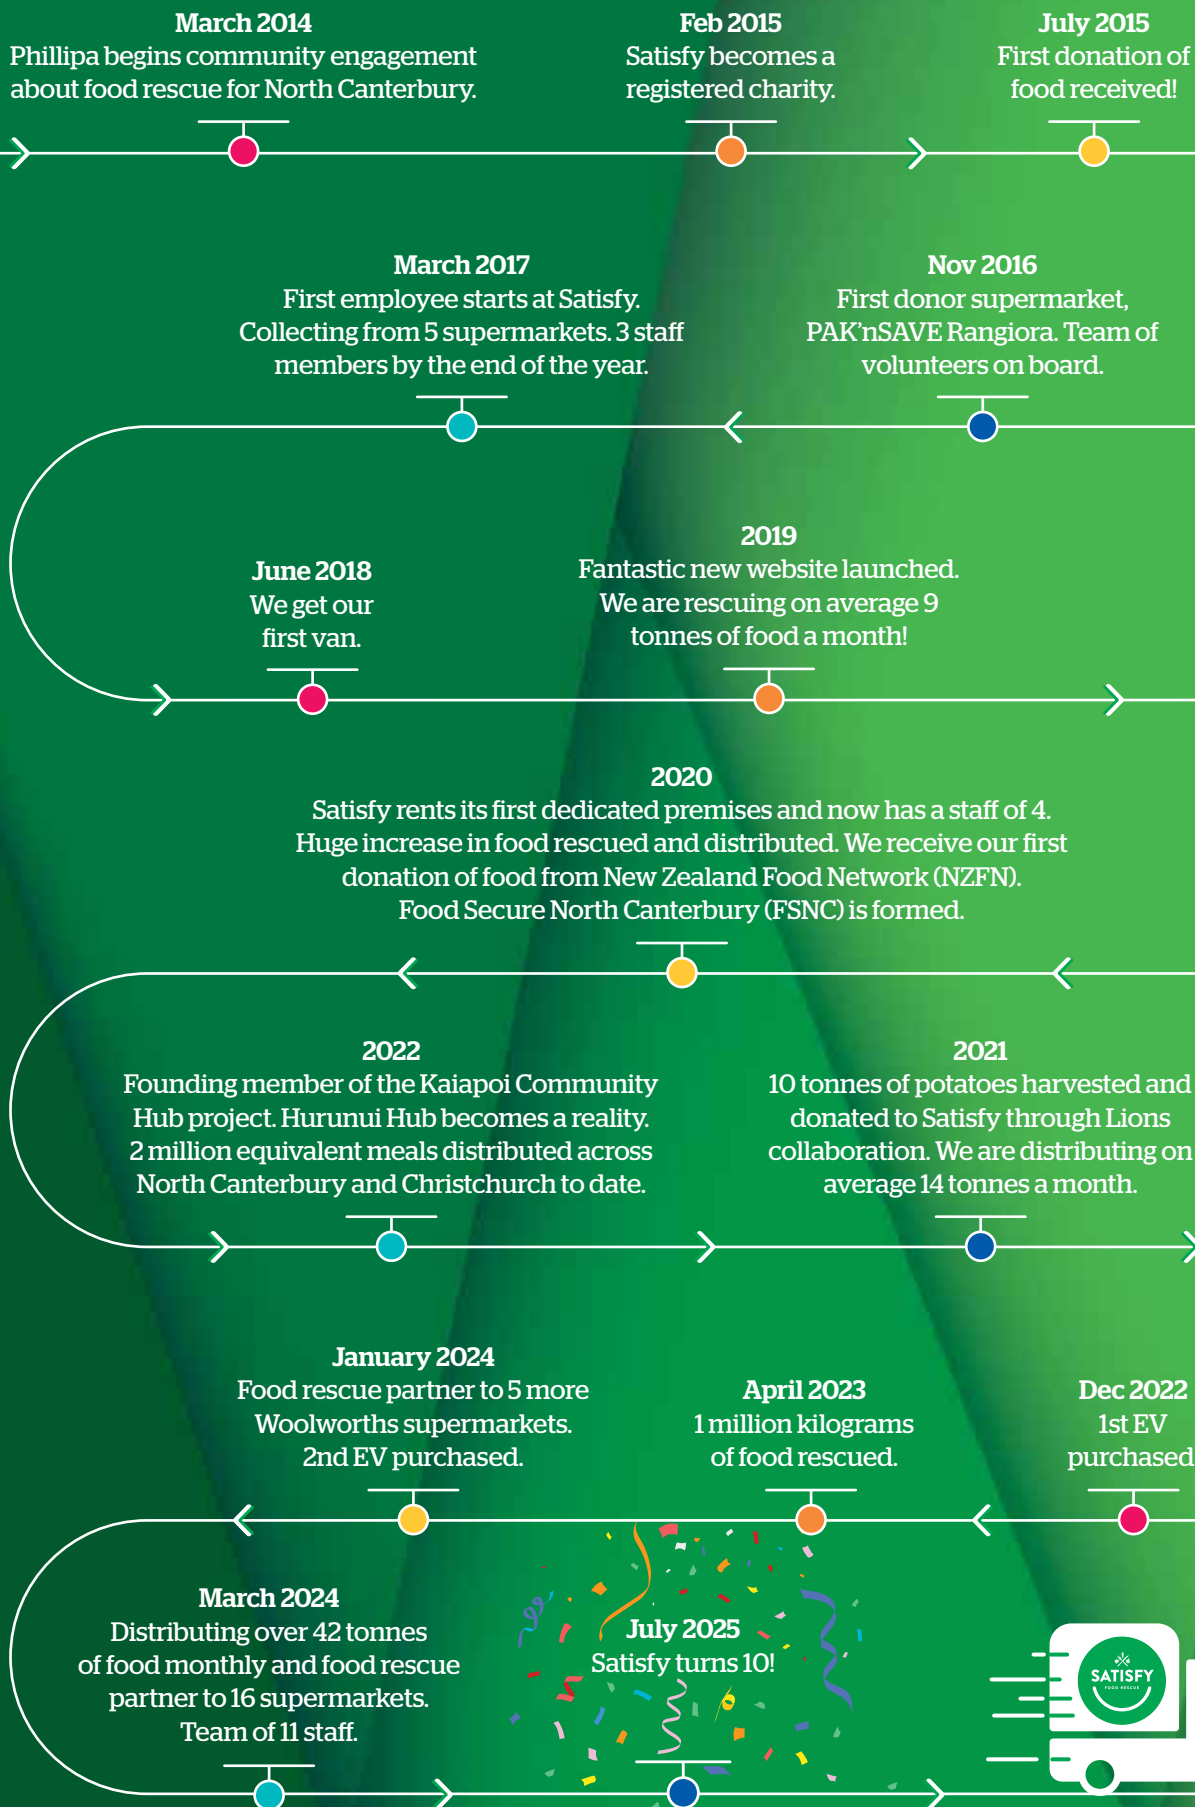 March 2014
Phillipa begins community engagement
about food rescue for North Canterbury.
Feb 2015
Satisfy becomes a
registered charity.
July 2015
First donation of
food received!
Nov 2016
First donor supermarket,
PAK'nSAVE Rangiora. Team of
volunteers on board.
March 2017
First employee starts at Satisfy.
Collecting from 5 supermarkets. 3 staff
members by the end of the year.
June 2018
We get our
first van.
2019
Fantastic new website launched.
We are rescuing on average 9
tonnes of food a month!
2020
Satisfy rents its first dedicated premises and now has a staff of 4.
Huge increase in food rescued and distributed. We receive our first
donation of food from New Zealand Food Network (NZFN).
Food Secure North Canterbury (FSNC) is formed.
2021
10 tonnes of potatoes harvested and
donated to Satisfy through Lions
collaboration. We are distributing on
average 14 tonnes a month.
2022
Founding member of the Kaiapoi Community
Hub project. Hurunui Hub becomes a reality.
2 million equivalent meals distributed across
North Canterbury and Christchurch to date.
Dec 2022
1st EV
purchased
April 2023
1 million kilograms
of food rescued.
January 2024
Food rescue partner to 5 more
Woolworths supermarkets.
2nd EV purchased.
March 2024
Distributing over 42 tonnes
of food monthly and food rescue
partner to 16 supermarkets.
Team of 11 staff.
July 2025
Satisfy turns 10!
SATISFY
FOOD RESCUE